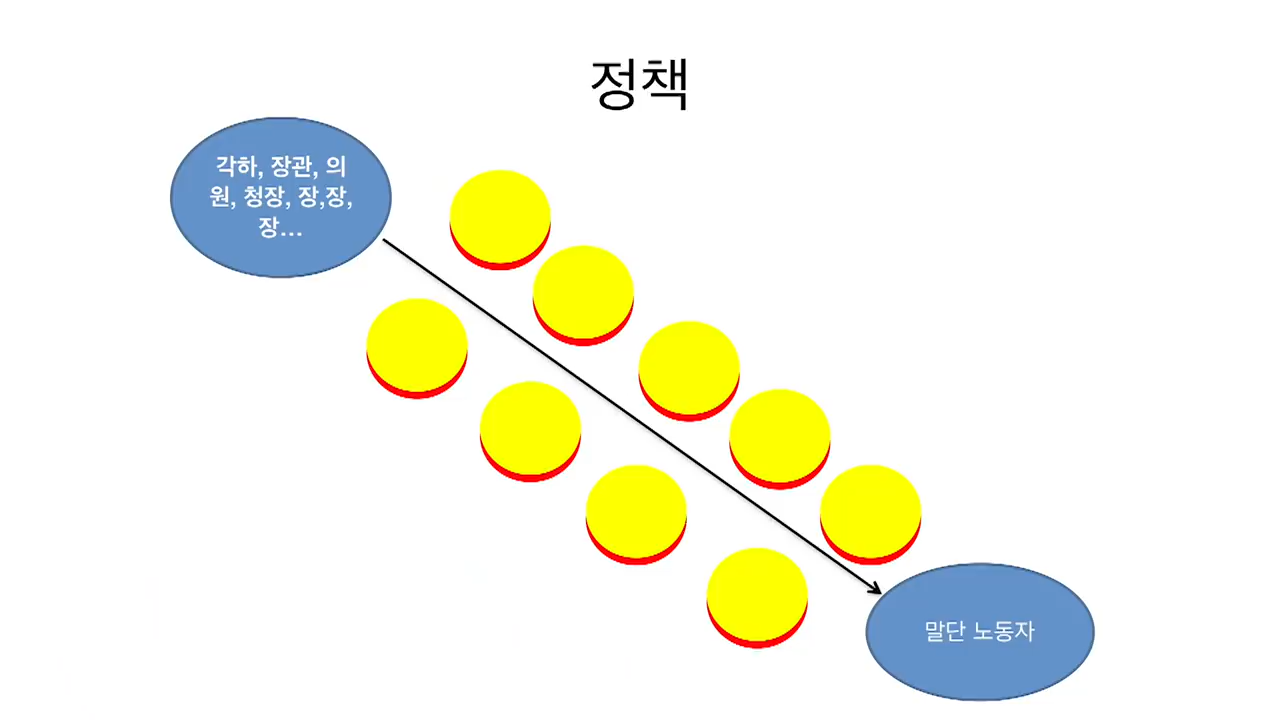 정책
각하, 장관, 의
원, 청장, 장,장,
장...
말단 노동자